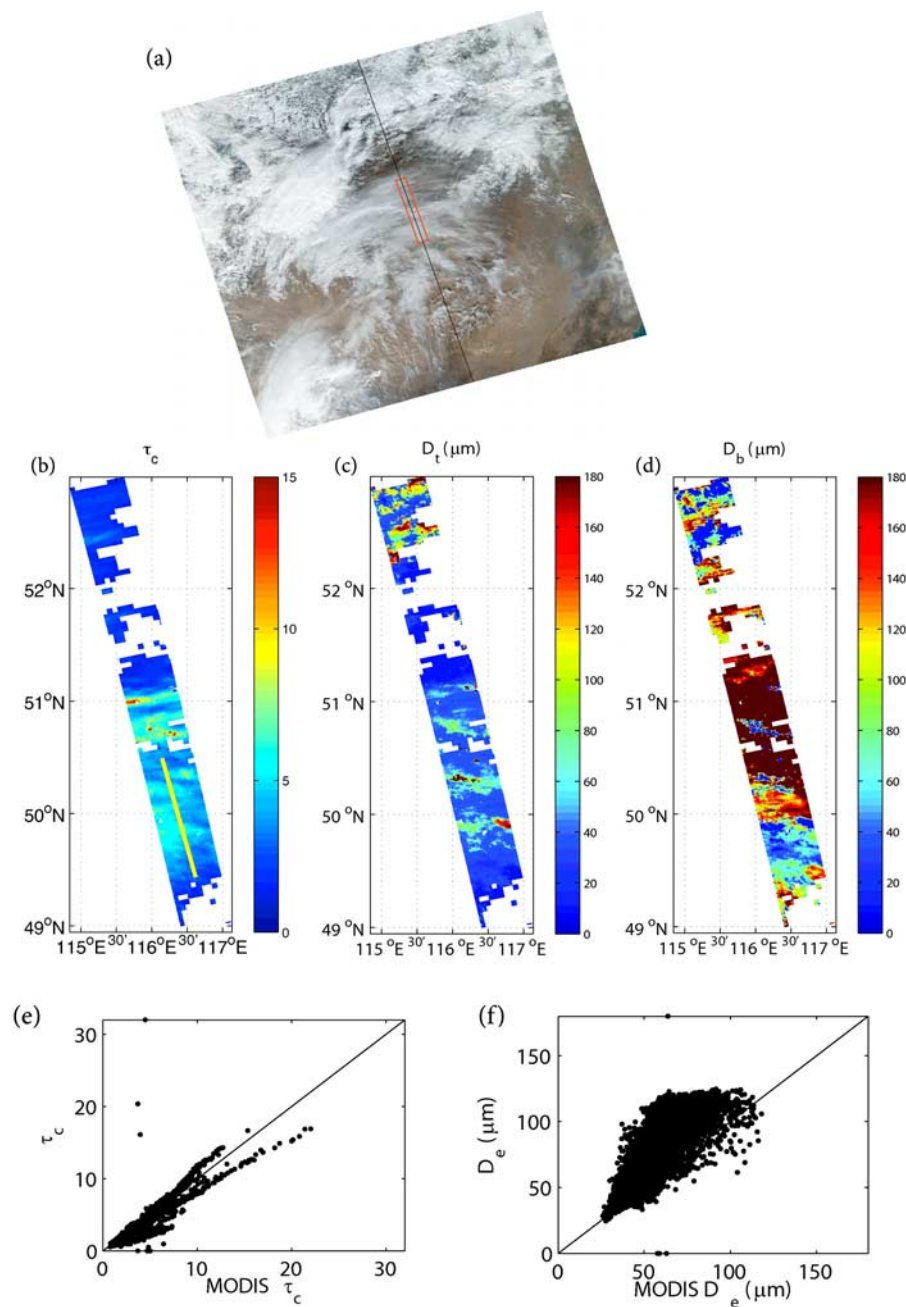 (a)
(b) τc
(c) Dt (μm)
(d) Db (μm)
15
10
5
0
180
160
140
120
100
80
60
40
20
0
180
160
140
120
100
80
60
40
20
0
52°N
51°N
50°N
49°N
52°N
51°N
50°N
49°N
52°N
51°N
50°N
49°N
115°E 30' 116°E 30' 117°E
115°E 30' 116°E 30' 117°E
115°E 30' 116°E 30' 117°E
(e)
τc
30
20
10
0
0 10 20 30
MODIS τc
(f)
De (μm)
150
100
50
0
0 50 100 150
MODIS De (μm)